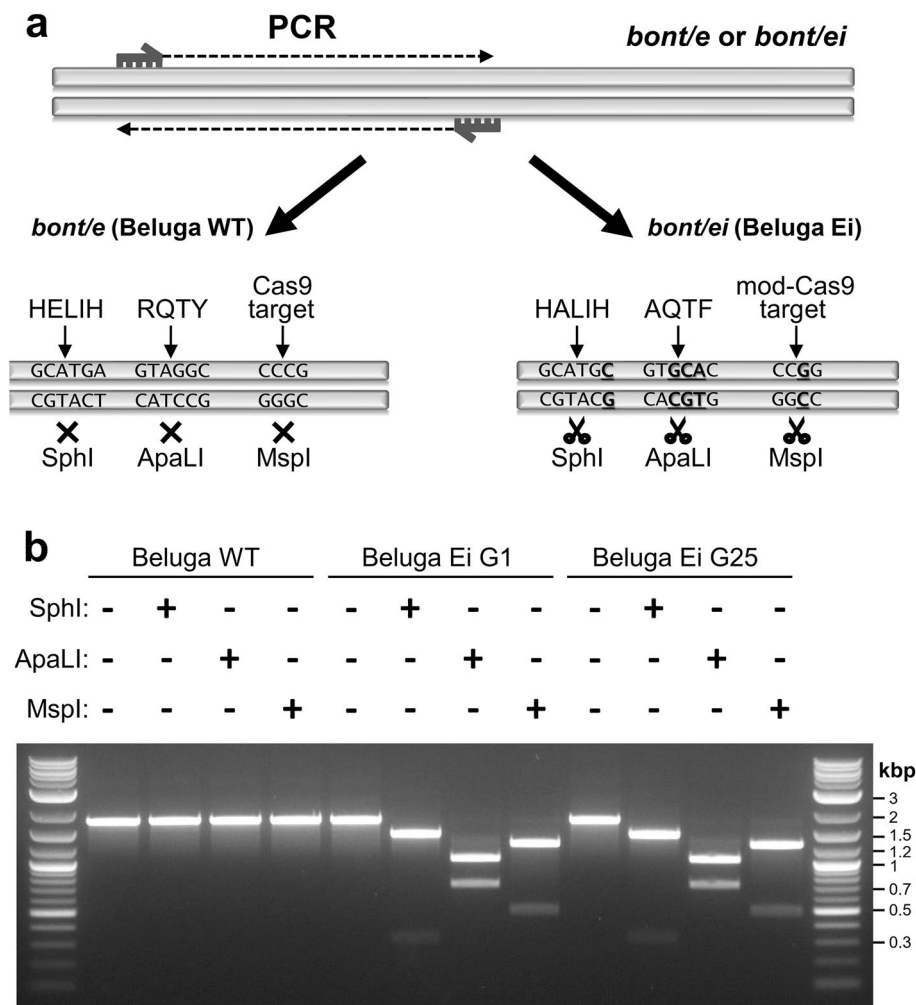 a
PCR
bont/e or bont/ei
bont/e (Beluga WT)
bont/ei (Beluga Ei)
HELIH RQTY Cas9 target
GCATGA GTAGGC CCCG
CGTACT CATCCG GGGC
SphI ApaLI MspI
HALIH AQTF mod-Cas9 target
GCATGC GTGCAC CCGG
CGTACG CACGTG GGCC
SphI ApaLI MspI
b
Beluga WT Beluga Ei G1 Beluga Ei G25
SphI: - + - - - + - - - + - -
ApaLI: - - + - - - + - - - + -
MspI: - - - + - - - + - - - +
kbp
3
2
1.5
1.2
1
0.7
0.5
0.3